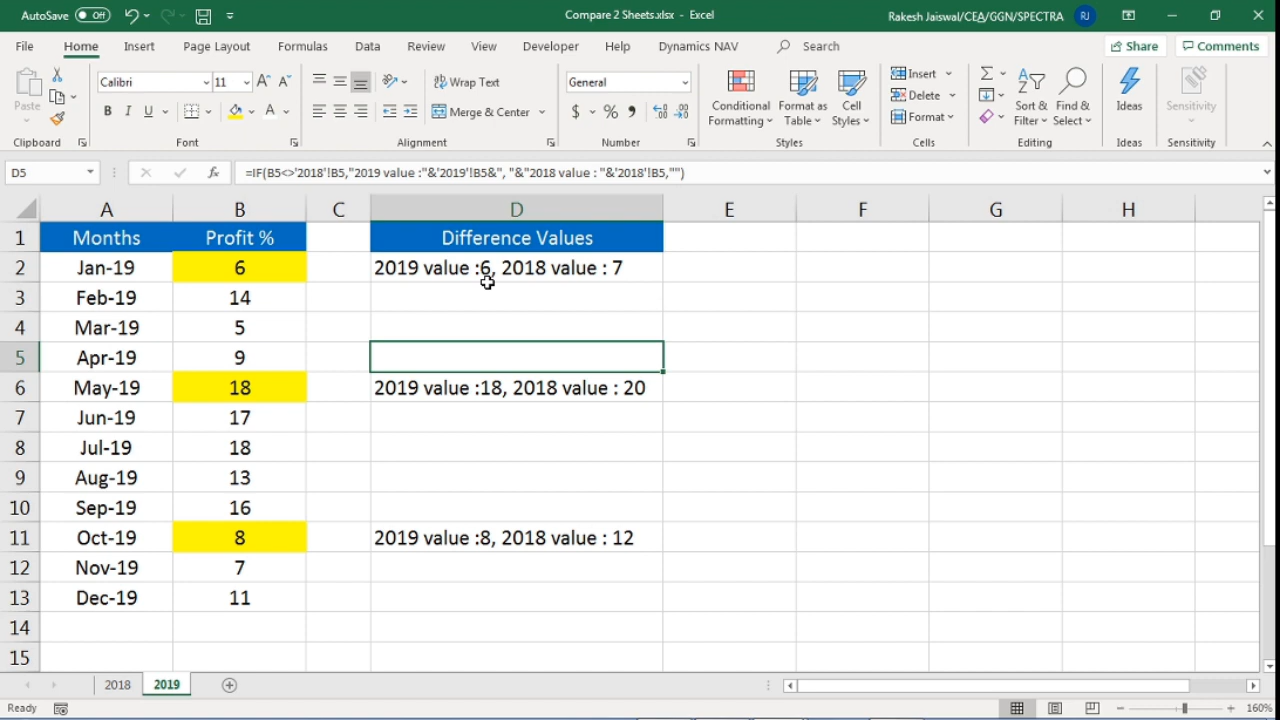 AutoSave Off Compare 2 Sheets.xlsx - Excel Rakesh Jaiswal/CEA/GGN/SPECTRA RJ
File Home Insert Page Layout Formulas Data Review View Developer Help Dynamics NAV Search Share Comments
Paste Calibri 11 A A Wrap Text General Conditional Formatting Format as Table Cell Styles Insert Delete Format Sort & Filter Find & Select Ideas Sensitivity
B I U A Merge & Center $ % ,
Clipboard Font Alignment Number Styles Cells Editing Ideas Sensitivity
D5 fx =IF(B5<>'2018'!B5,"2019 value :"&'2019'!B5&", "&"2018 value : "&'2018'!B5,"")
A B C D E F G H
1 Months Profit % Difference Values
2 Jan-19 6 2019 value :6, 2018 value : 7
3 Feb-19 14
4 Mar-19 5
5 Apr-19 9
6 May-19 18 2019 value :18, 2018 value : 20
7 Jun-19 17
8 Jul-19 18
9 Aug-19 13
10 Sep-19 16
11 Oct-19 8 2019 value :8, 2018 value : 12
12 Nov-19 7
13 Dec-19 11
14
15
2018 2019
Ready 160%